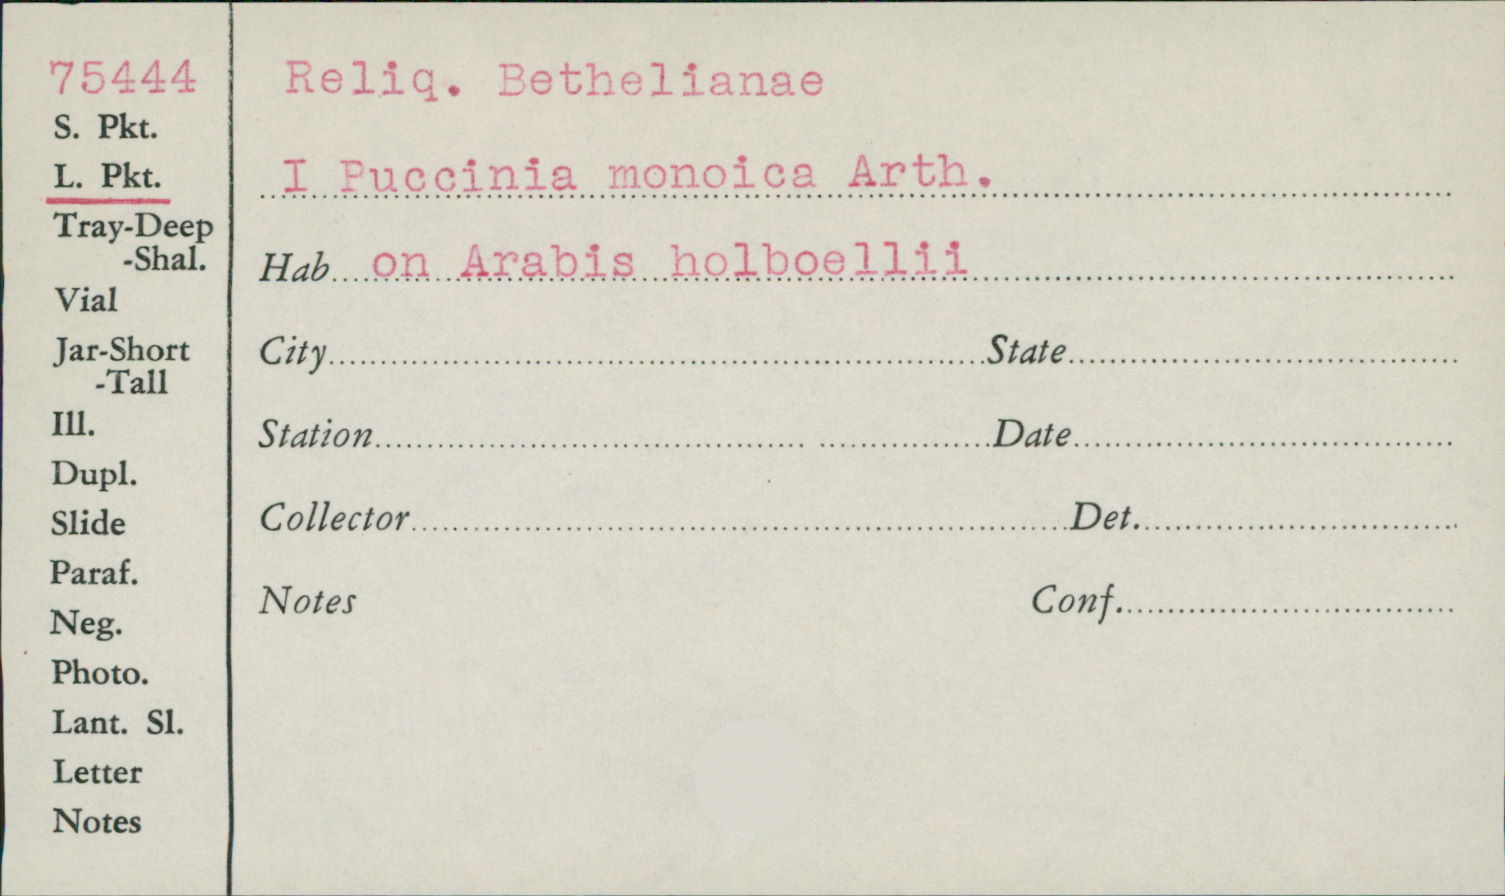 75444
S. Pkt.
L. Pkt.
Tray-Deep
-Shal.
Vial
Jar-Short
-Tall
Ill.
Dupl.
Slide
Paraf.
Neg.
Photo.
Lant. Sl.
Letter
Notes
Reliq. Bethelianae
I Puccinia monoica Arth.
Hab. on Arabis holboellii
City State
Station Date
Collector Det.
Notes Conf.